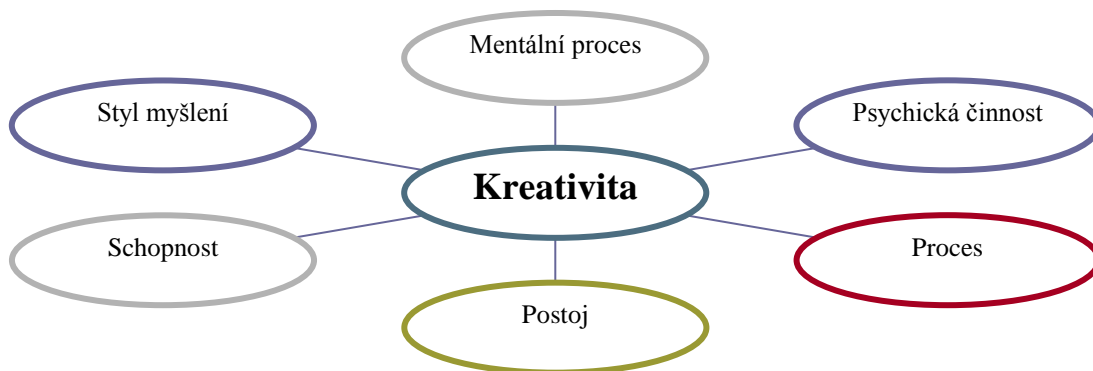 Mentální proces
Styl myšlení
Psychická činnost
Kreativita
Schopnost
Proces
Postoj